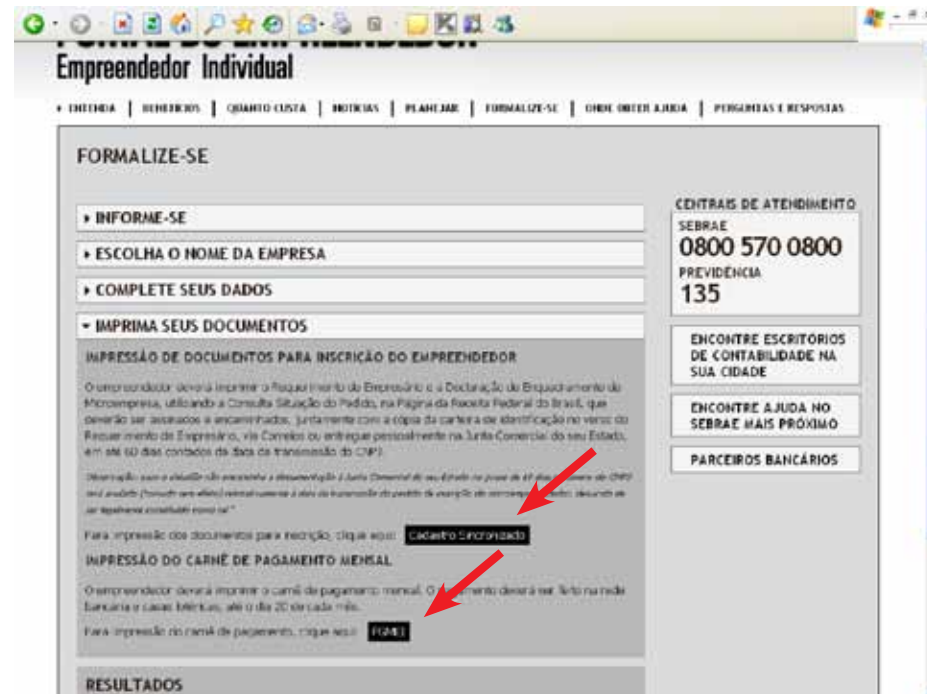 PORTAL DO EMPREENDEDOR
Empreendedor Individual
ENTENDA | BENEFÍCIOS | QUANTO CUSTA | NOTÍCIAS | PLANEJAR | FORMALIZE-SE | ONDE OBTER AJUDA | PERGUNTAS E RESPOSTAS
FORMALIZE-SE
INFORME-SE
ESCOLHA O NOME DA EMPRESA
COMPLETE SEUS DADOS
IMPRIMA SEUS DOCUMENTOS
IMPRESSÃO DE DOCUMENTOS PARA INSCRIÇÃO DO EMPREENDEDOR
O empreendedor deverá imprimir o Requerimento do Empresário e a Declaração de Enquadramento de
Microempresa, utilizando a Consulta Situação do Pedido, na Página da Receita Federal do Brasil, que
deverão ser assinados e encaminhados, juntamente com a cópia da carteira de identificação no verso do
Requerimento de Empresário, via Correios ou entregue pessoalmente na Junta Comercial do seu Estado,
em até 60 dias contados da data da transmissão do CNPJ.
Para impressão dos documentos para inscrição, clique aqui: Cadastro Sincronizado
IMPRESSÃO DO CARNÊ DE PAGAMENTO MENSAL
O empreendedor deverá imprimir o carnê de pagamento mensal. O deverá ser feito na rede
bancária e casas lotéricas, até o dia 20 de cada mês.
Para impressão do carnê de pagamento, clique aqui: PGMEI
RESULTADOS
CENTRAIS DE ATENDIMENTO
SEBRAE
0800 570 0800
PREVIDÊNCIA
135
ENCONTRE ESCRITÓRIOS
DE CONTABILIDADE NA
SUA CIDADE
ENCONTRE AJUDA NO
SEBRAE MAIS PRÓXIMO
PARCEIROS BANCÁRIOS